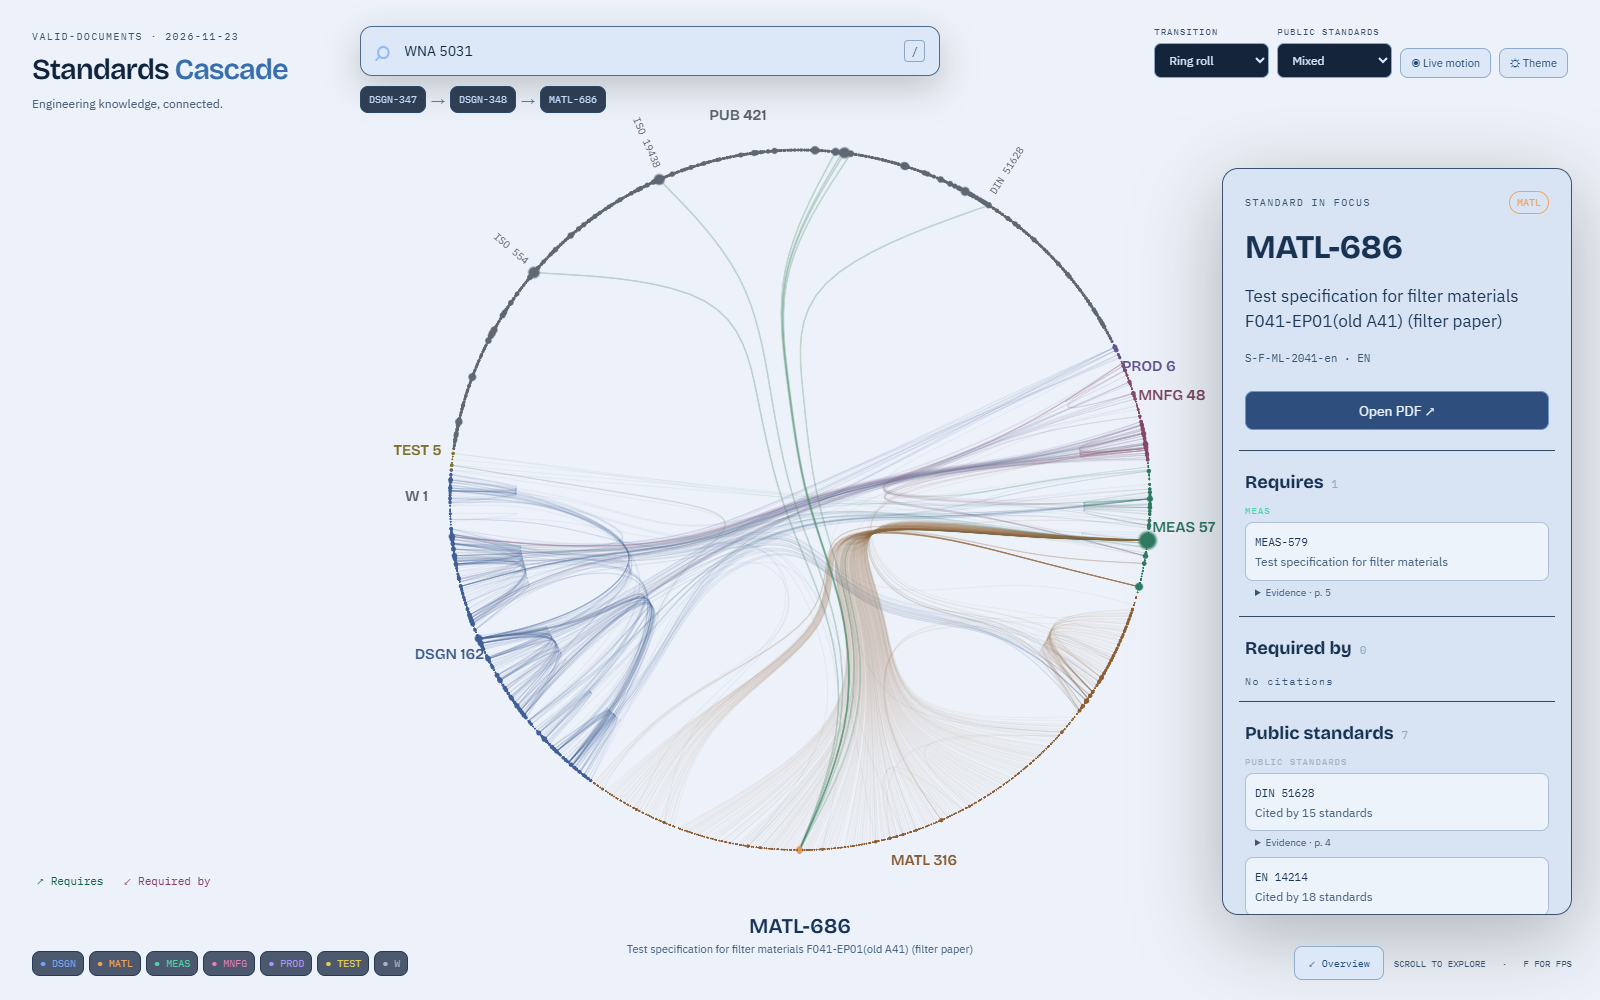 VALID-DOCUMENTS · 2026-11-23
Standards Cascade
Engineering knowledge, connected.
WNA 5031
/
DSGN-347 → DSGN-348 → MATL-686
TRANSITION
Ring roll
PUBLIC STANDARDS
Mixed
Live motion
Theme
PUB 421
ISO 19438
DIN 51628
ISO 554
PROD 6
MNFG 48
TEST 5
W 1
MEAS 57
DSGN 162
MATL 316
STANDARD IN FOCUS
MATL
MATL-686
Test specification for filter materials
F041-EP01(old A41) (filter paper)
S-F-ML-2041-en · EN
Open PDF ↗
Requires 1
MEAS
MEAS-579
Test specification for filter materials
▶ Evidence · p. 5
Required by 0
No citations
Public standards 7
PUBLIC STANDARDS
DIN 51628
Cited by 15 standards
▶ Evidence · p. 4
EN 14214
Cited by 18 standards
↗ Requires ↙ Required by
MATL-686
Test specification for filter materials F041-EP01(old A41) (filter paper)
DSGN
MATL
MEAS
MNFG
PROD
TEST
W
↙ Overview
SCROLL TO EXPLORE · F FOR FPS